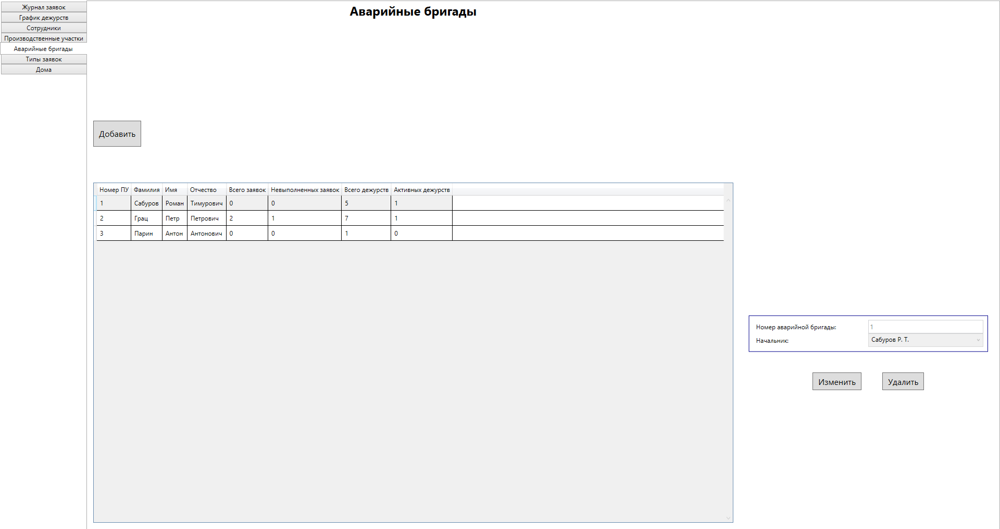 Журнал заявок
График дежурств
Сотрудники
Производственные участки
Аварийные бригады
Типы заявок
Дома
Аварийные бригады
Добавить
Номер ПУ Фамилия Имя Отчество Всего заявок Невыполненных заявок Всего дежурств Активных дежурств
1 Сабуров Роман Тимурович 0 0 5 1
2 Грац Петр Петрович 2 1 7 1
3 Парин Антон Антонович 0 0 1 0
Номер аварийной бригады: 1
Начальник: Сабуров Р. Т.
Изменить Удалить